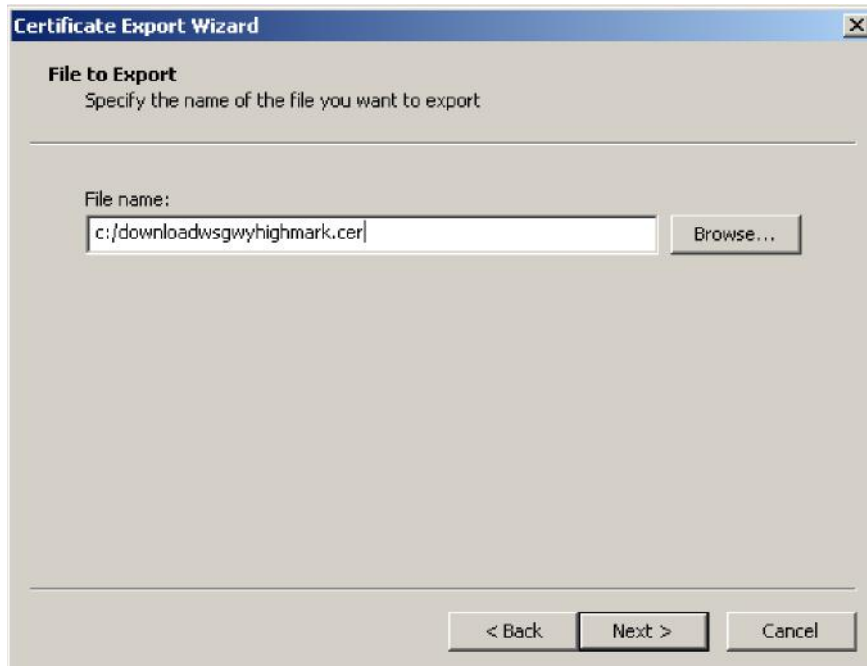 Certificate Export Wizard
File to Export
Specify the name of the file you want to export
File name:
c:/downloadwsgwyhighmark.cer
Browse...
< Back
Next >
Cancel